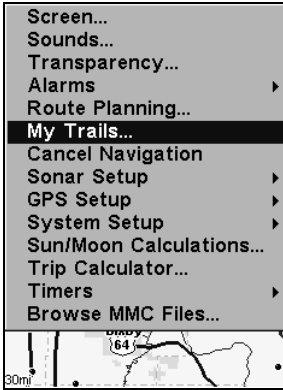 Screen...
Sounds...
Transparency...
Alarms
Route Planning...
My Trails...
Cancel Navigation
Sonar Setup
GPS Setup
System Setup
Sun/Moon Calculations...
Trip Calculator...
Timers
Browse MMC Files...
Bixby
64
30mi